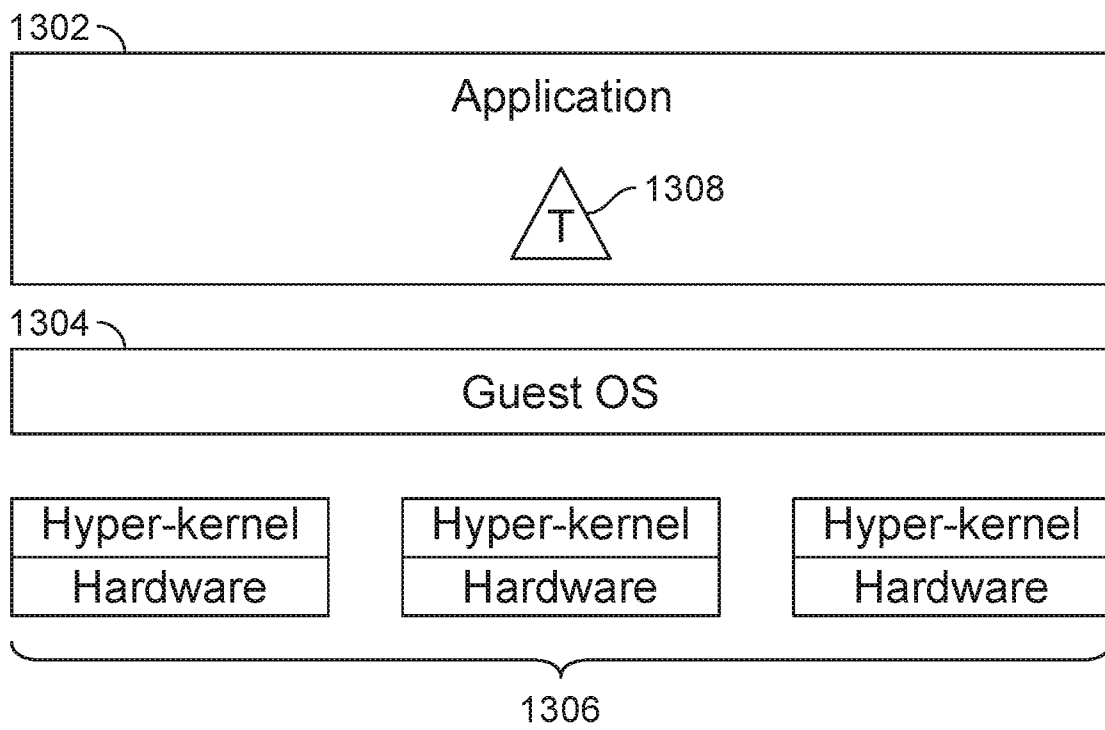 1302
Application
T
1308
1304
Guest OS
Hyper-kernel Hyper-kernel Hyper-kernel
Hardware Hardware Hardware
1306